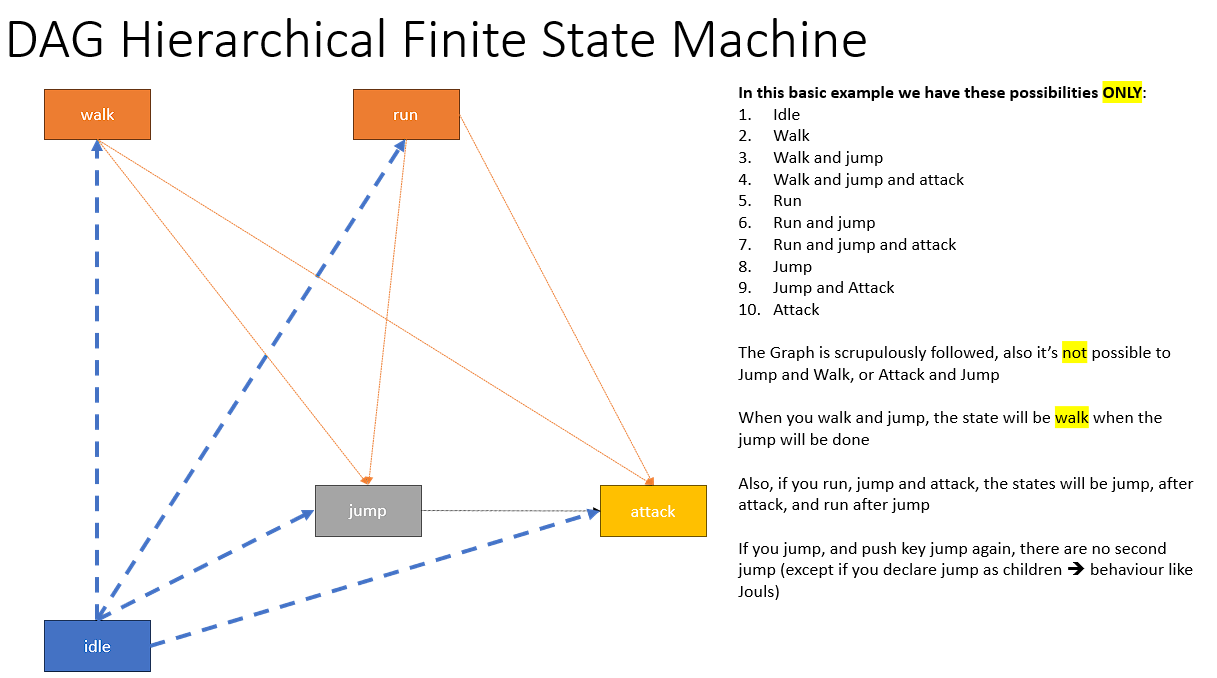 DAG Hierarchical Finite State Machine
walk
run
jump
attack
idle
In this basic example we have these possibilities ONLY:
1. Idle
2. Walk
3. Walk and jump
4. Walk and jump and attack
5. Run
6. Run and jump
7. Run and jump and attack
8. Jump
9. Jump and Attack
10. Attack
The Graph is scrupulously followed, also it's not possible to
Jump and Walk, or Attack and Jump
When you walk and jump, the state will be walk when the
jump will be done
Also, if you run, jump and attack, the states will be jump, after
attack, and run after jump
If you jump, and push key jump again, there are no second
jump (except if you declare jump as children → behaviour like
Jouls)